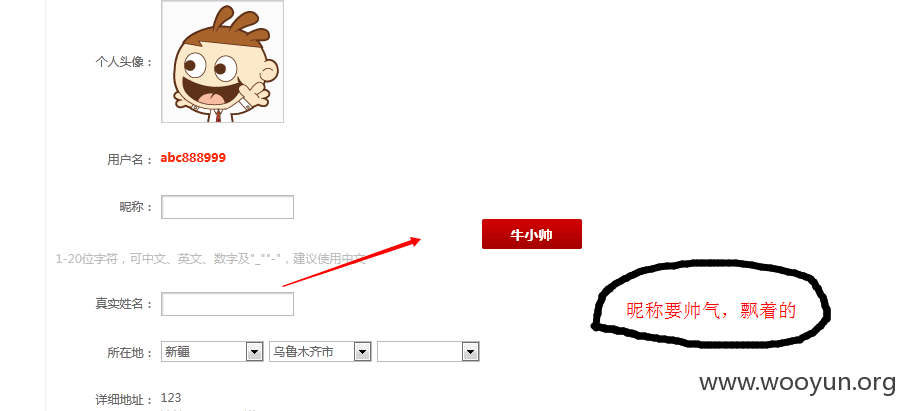 个人头像：
用户名： abc888999
昵称：
牛小帅
1-20位字符，可中文、英文、数字及"_""-"，建议使用中文
真实姓名：
昵称要帅气，飘着的
所在地： 新疆 乌鲁木齐市
www.wooyun.org
详细地址： 123